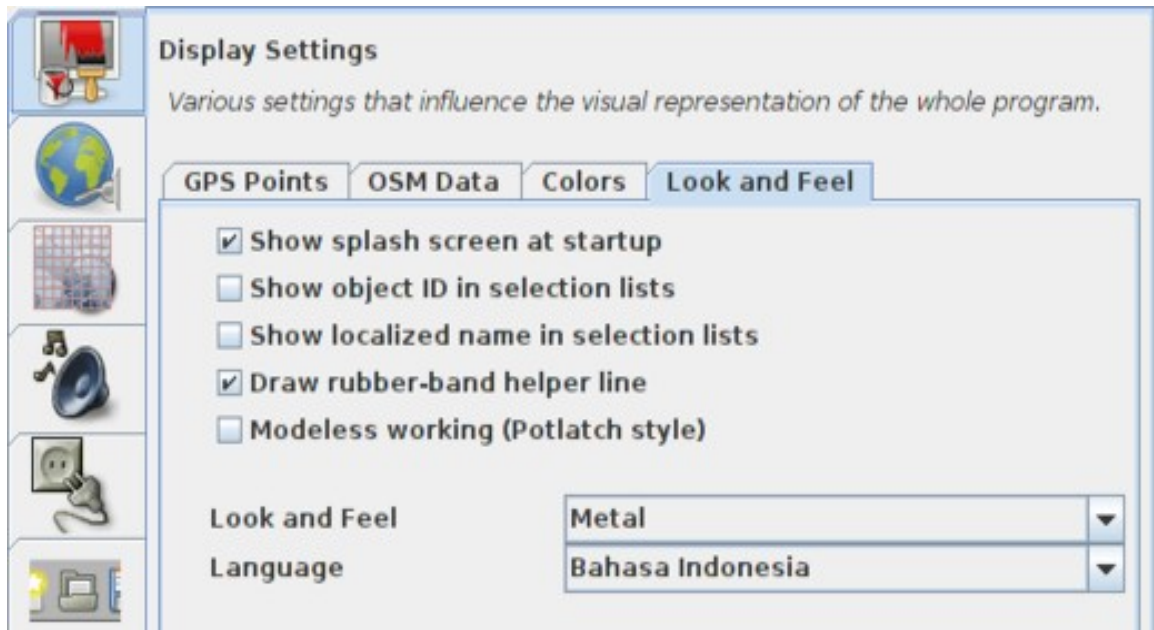 Display Settings
Various settings that influence the visual representation of the whole program.
GPS Points OSM Data Colors Look and Feel
Show splash screen at startup
Show object ID in selection lists
Show localized name in selection lists
Draw rubber-band helper line
Modeless working (Potlatch style)
Look and Feel Metal
Language Bahasa Indonesia